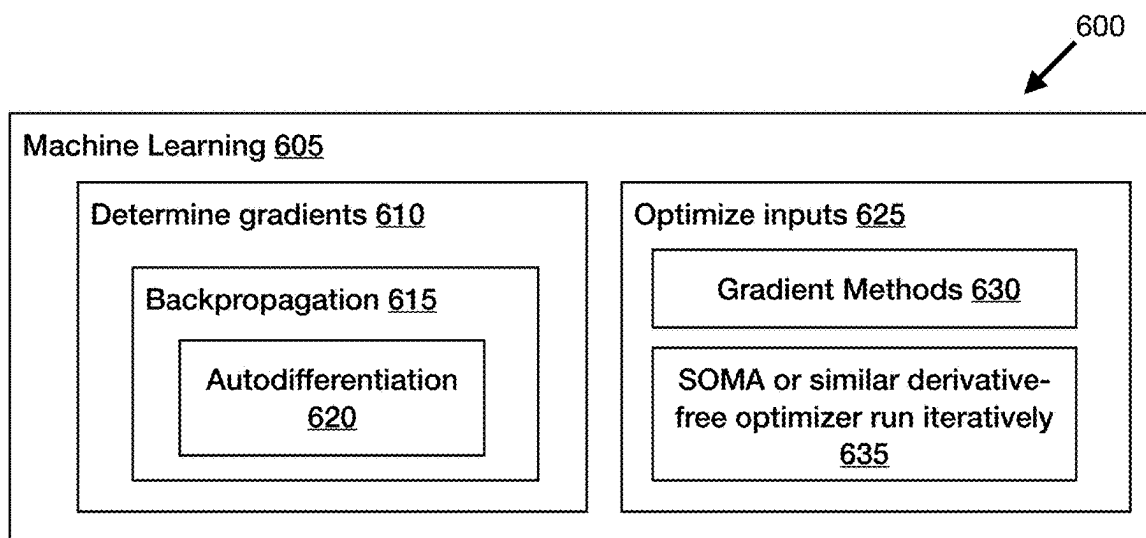 600
Machine Learning 605
Determine gradients 610
Backpropagation 615
Autodifferentiation
620
Optimize inputs 625
Gradient Methods 630
SOMA or similar derivative-
free optimizer run iteratively
635